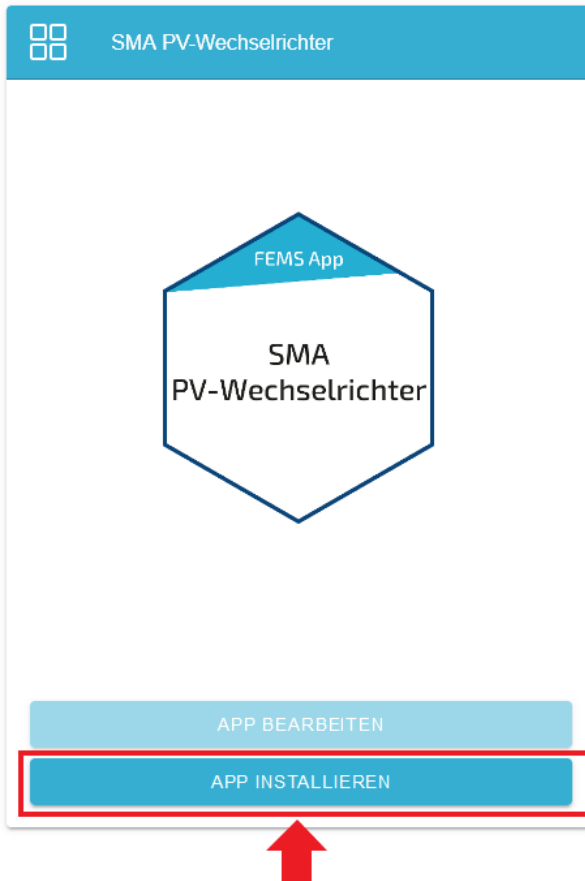 SMA PV-Wechselrichter
FEMS App
SMA
PV-Wechselrichter
APP BEARBEITEN
APP INSTALLIEREN